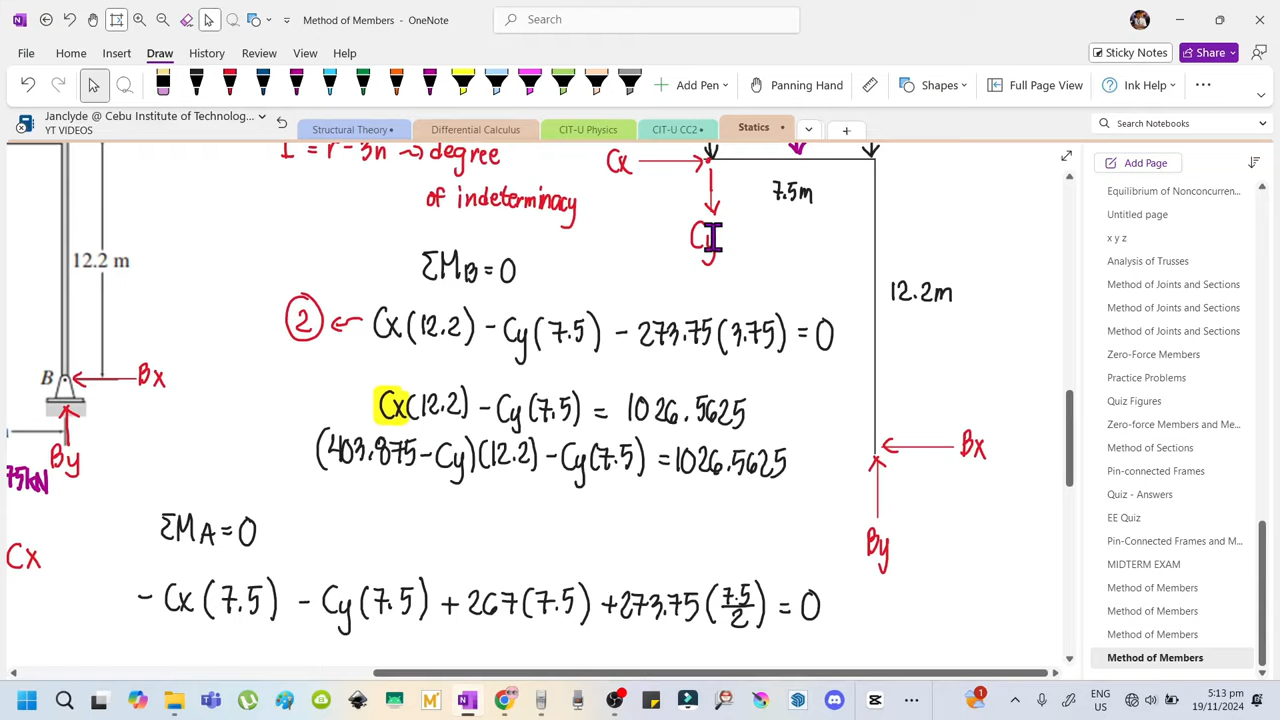 Method of Members - OneNote
Search
File Home Insert Draw History Review View Help
Sticky Notes Share
Add Pen Panning Hand Shapes Full Page View Ink Help
Janclyde @ Cebu Institute of Technolog...
YT VIDEOS
Structural Theory Differential Calculus CIT-U Physics CIT-U CC2 Statics
Search Notebooks
Add Page
Equilibrium of Nonconcurren...
Untitled page
x y z
Analysis of Trusses
Method of Joints and Sections
Method of Joints and Sections
Method of Joints and Sections
Zero-Force Members
Practice Problems
Quiz Figures
Zero-force Members and Me...
Method of Sections
Pin-connected Frames
Quiz - Answers
EE Quiz
Pin-Connected Frames and M...
MIDTERM EXAM
Method of Members
Method of Members
Method of Members
Method of Members
I = r - 3n → degree
of indeterminacy
Cx
7.5m
Cy
12.2 m
12.2m
B
Bx
By
75kN
Cx
ΣMB = 0
2 ← Cx(12.2) - Cy(7.5) - 273.75(3.75) = 0
Cx(12.2) - Cy(7.5) = 1026.5625
(403.875 - Cy)(12.2) - Cy(7.5) = 1026.5625
Bx
By
ΣMA = 0
- Cx(7.5) - Cy(7.5) + 267(7.5) + 273.75(7.5/2) = 0
ENG
US
5:13 pm
19/11/2024
1